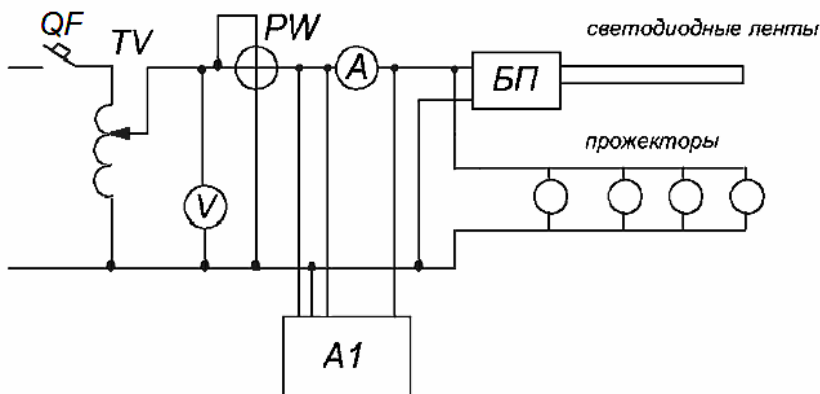 QF
TV
PW
светодиодные ленты
A
БП
прожекторы
V
A1